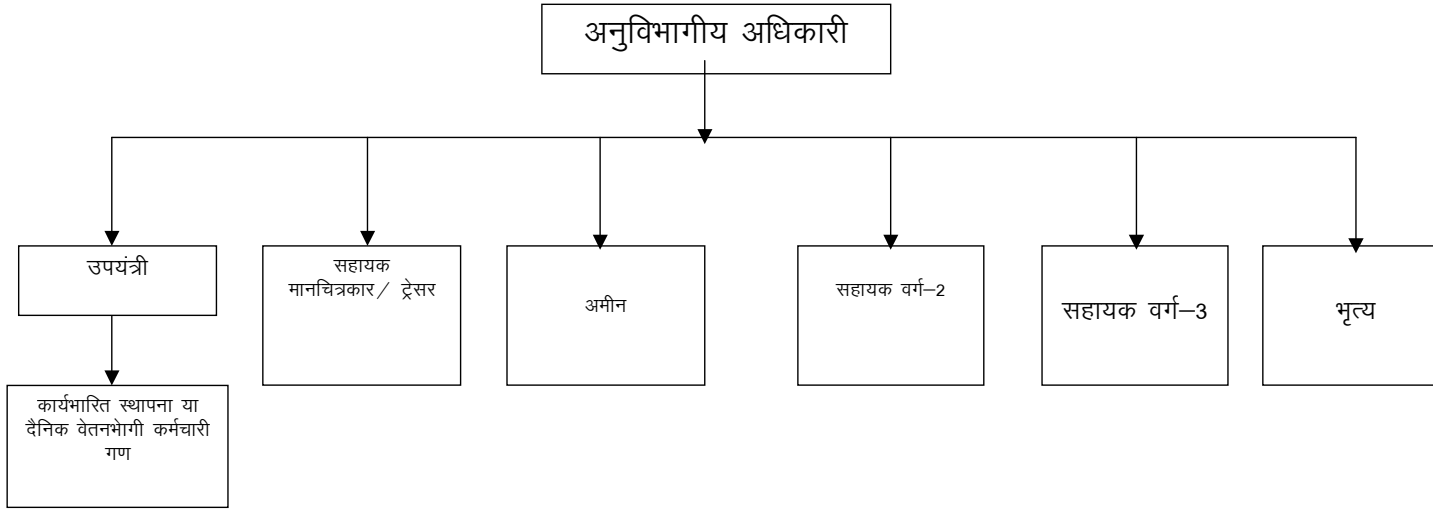 अनुविभागीय अधिकारी
उपयंत्री
सहायक
मानचित्रकार / ट्रेसर
अमीन
सहायक वर्ग–2
सहायक वर्ग–3
भृत्य
कार्यभारित स्थापना या
दैनिक वेतनभेागी कर्मचारी
गण